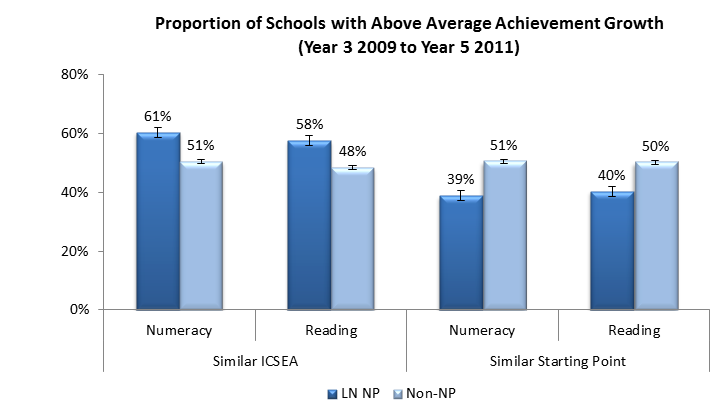 Proportion of Schools with Above Average Achievement Growth
(Year 3 2009 to Year 5 2011)
80%
60%
40%
20%
0%
61%
51%
58%
48%
39%
51%
40%
50%
Numeracy
Reading
Numeracy
Reading
Similar ICSEA
Similar Starting Point
LN NP
Non-NP